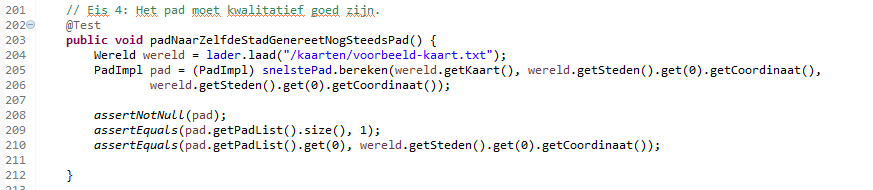 201 // Eis 4: Het pad moet kwalitatief goed zijn.
202 @Test
203 public void padNaarZelfdeStadGenereetNogSteedsPad() {
204 Wereld wereld = lader.laad("/kaarten/voorbeeld-kaart.txt");
205 PadImpl pad = (PadImpl) snelstePad.bereken(wereld.getKaart(), wereld.getSteden().get(0).getCoordinaat(),
206 wereld.getSteden().get(0).getCoordinaat());
207
208 assertNotNull(pad);
209 assertEquals(pad.getPadList().size(), 1);
210 assertEquals(pad.getPadList().get(0), wereld.getSteden().get(0).getCoordinaat());
211
212 }
213